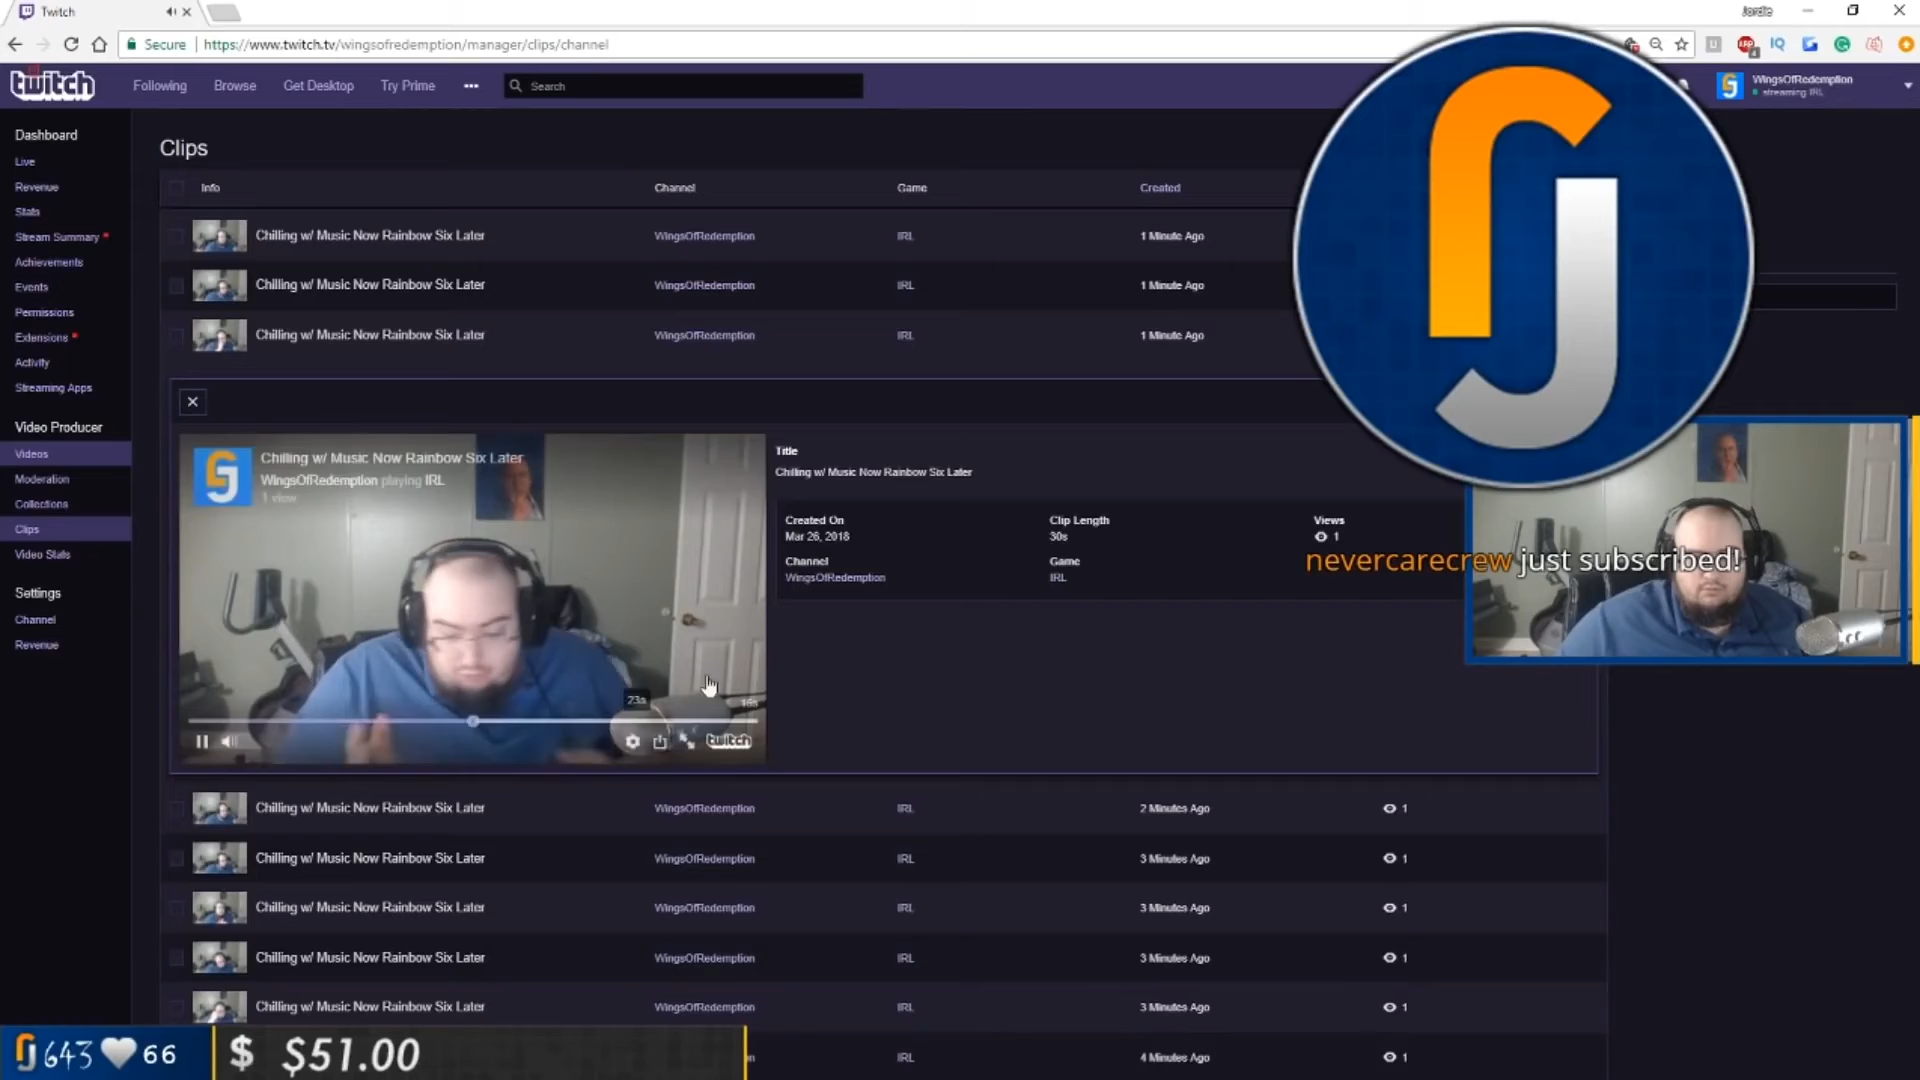 Twitch
Jordie
Secure https://www.twitch.tv/wingsofredemption/manager/clips/channel
twitch Following Browse Get Desktop Try Prime ••• Search
WingsOfRedemption
streaming IRL
Dashboard
Live
Revenue
Stats
Stream Summary
Achievements
Events
Permissions
Extensions
Activity
Streaming Apps
Video Producer
Videos
Moderation
Collections
Clips
Video Stats
Settings
Channel
Revenue
Clips
Info Channel Game Created
Chilling w/ Music Now Rainbow Six Later WingsOfRedemption IRL 1 Minute Ago
Chilling w/ Music Now Rainbow Six Later WingsOfRedemption IRL 1 Minute Ago
Chilling w/ Music Now Rainbow Six Later WingsOfRedemption IRL 1 Minute Ago
Chilling w/ Music Now Rainbow Six Later
WingsOfRedemption playing IRL
1 view
23s
16s
twitch
Title
Chilling w/ Music Now Rainbow Six Later
Created On Clip Length Views
Mar 26, 2018 30s 1
Channel Game
WingsOfRedemption IRL
nevercarecrew just subscribed!
Chilling w/ Music Now Rainbow Six Later WingsOfRedemption IRL 2 Minutes Ago 1
Chilling w/ Music Now Rainbow Six Later WingsOfRedemption IRL 3 Minutes Ago 1
Chilling w/ Music Now Rainbow Six Later WingsOfRedemption IRL 3 Minutes Ago 1
Chilling w/ Music Now Rainbow Six Later WingsOfRedemption IRL 3 Minutes Ago 1
Chilling w/ Music Now Rainbow Six Later WingsOfRedemption IRL 3 Minutes Ago 1
IRL 4 Minutes Ago 1
643 66 $ $51.00